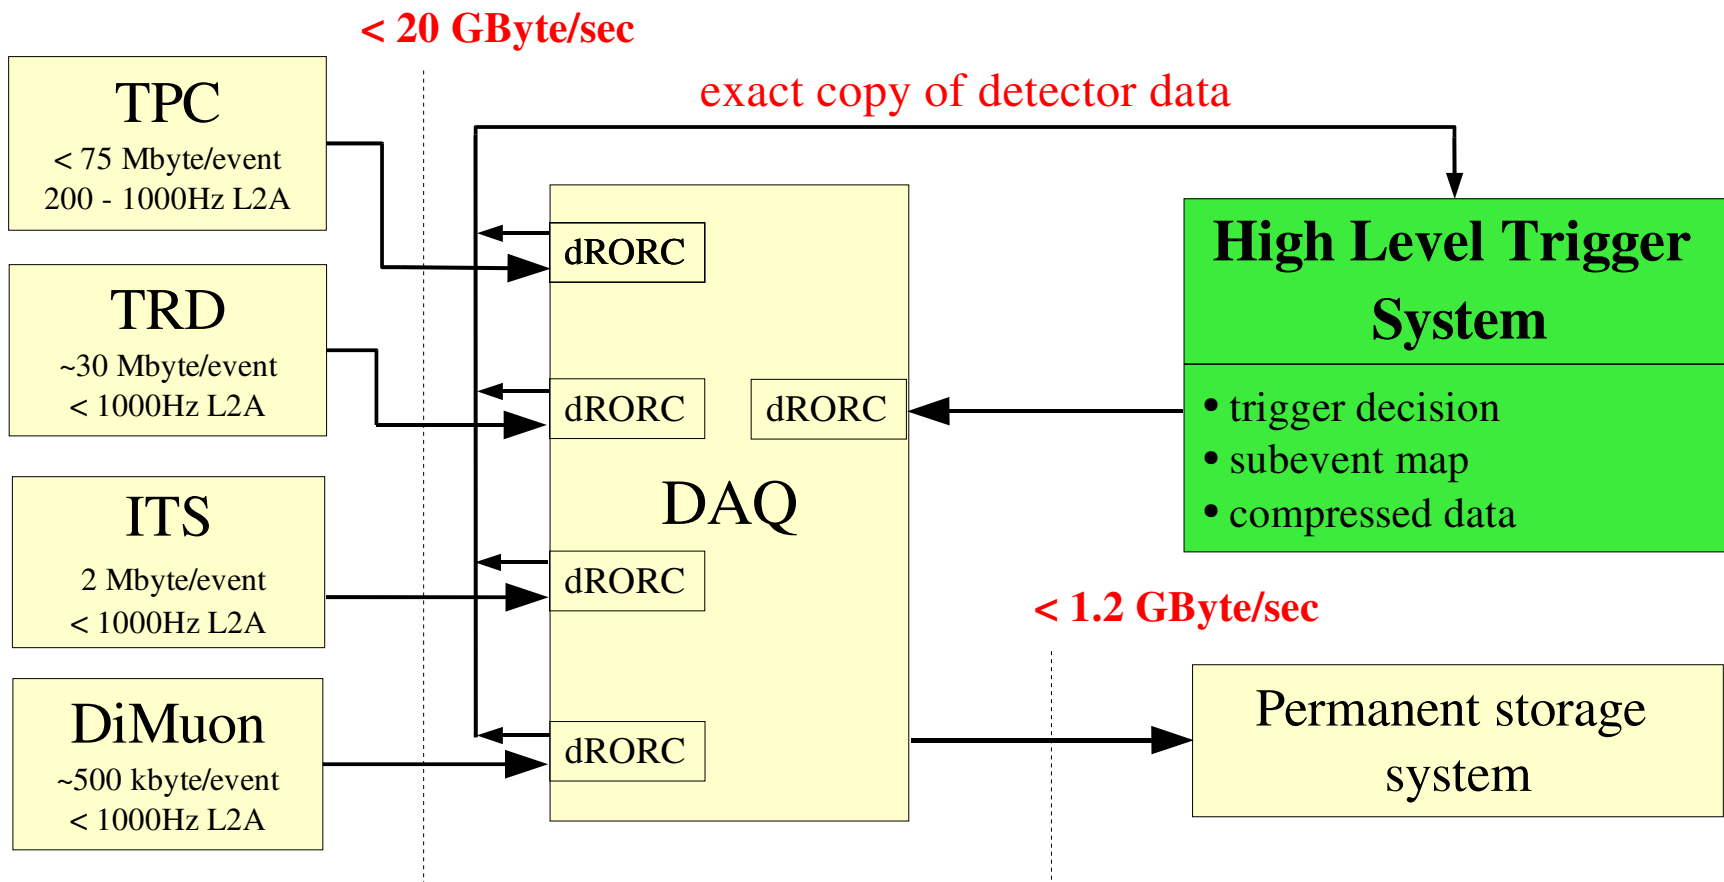 < 20 GByte/sec
exact copy of detector data
TPC
< 75 Mbyte/event
200 - 1000Hz L2A
TRD
~30 Mbyte/event
< 1000Hz L2A
ITS
2 Mbyte/event
< 1000Hz L2A
DiMuon
~500 kbyte/event
< 1000Hz L2A
dRORC
dRORC
dRORC
DAQ
dRORC
dRORC
High Level Trigger
System
• trigger decision
• subevent map
• compressed data
< 1.2 GByte/sec
Permanent storage
system